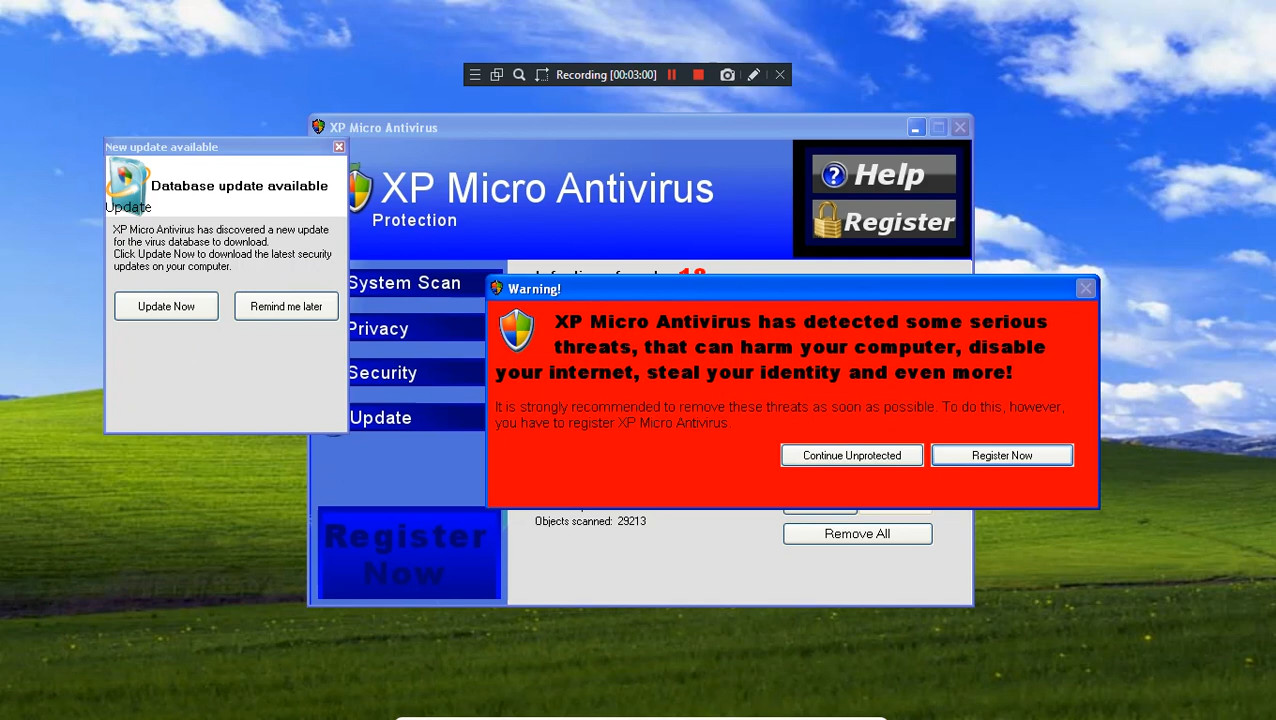 Recording [00:03:00]
XP Micro Antivirus
New update available
Database update available
Update
XP Micro Antivirus has dicovered a new update
for the virus database to download.
Click Update Now to download the latest security
updates on your computer.
Update Now
Remind me later
XP Micro Antivirus
Protection
Help
Register
System Scan
Privacy
Security
Update
Register
Now
18
Warning!
XP Micro Antivirus has detected some serious
threats, that can harm your computer, disable
your internet, steal your identity and even more!
It is strongly recommended to remove these threats as soon as possible. To do this, however,
you have to register XP Micro Antivirus.
Continue Unprotected
Register Now
Objects scanned: 29213
Remove All